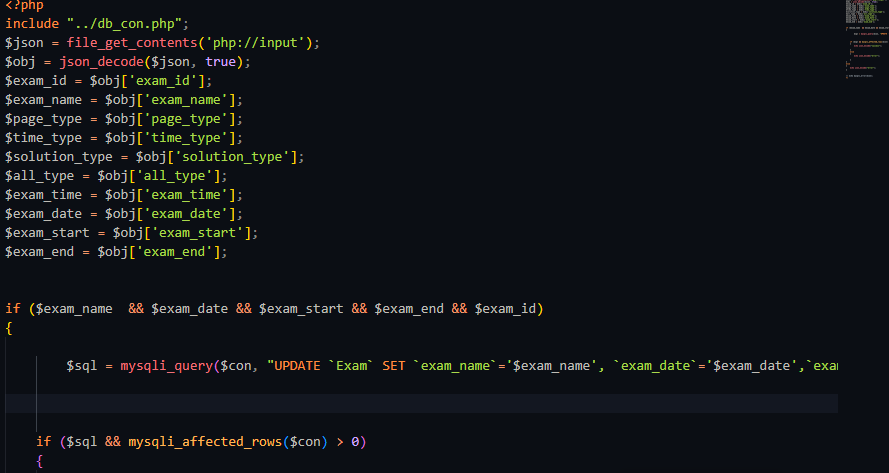 <?php
include "../db_con.php";
$json = file_get_contents('php://input');
$obj = json_decode($json, true);
$exam_id = $obj['exam_id'];
$exam_name = $obj['exam_name'];
$page_type = $obj['page_type'];
$time_type = $obj['time_type'];
$solution_type = $obj['solution_type'];
$all_type = $obj['all_type'];
$exam_time = $obj['exam_time'];
$exam_date = $obj['exam_date'];
$exam_start = $obj['exam_start'];
$exam_end = $obj['exam_end'];
if ($exam_name  && $exam_date && $exam_start && $exam_end && $exam_id)
{
$sql = mysqli_query($con, "UPDATE `Exam` SET `exam_name`='$exam_name', `exam_date`='$exam_date',`exam
if ($sql && mysqli_affected_rows($con) > 0)
{